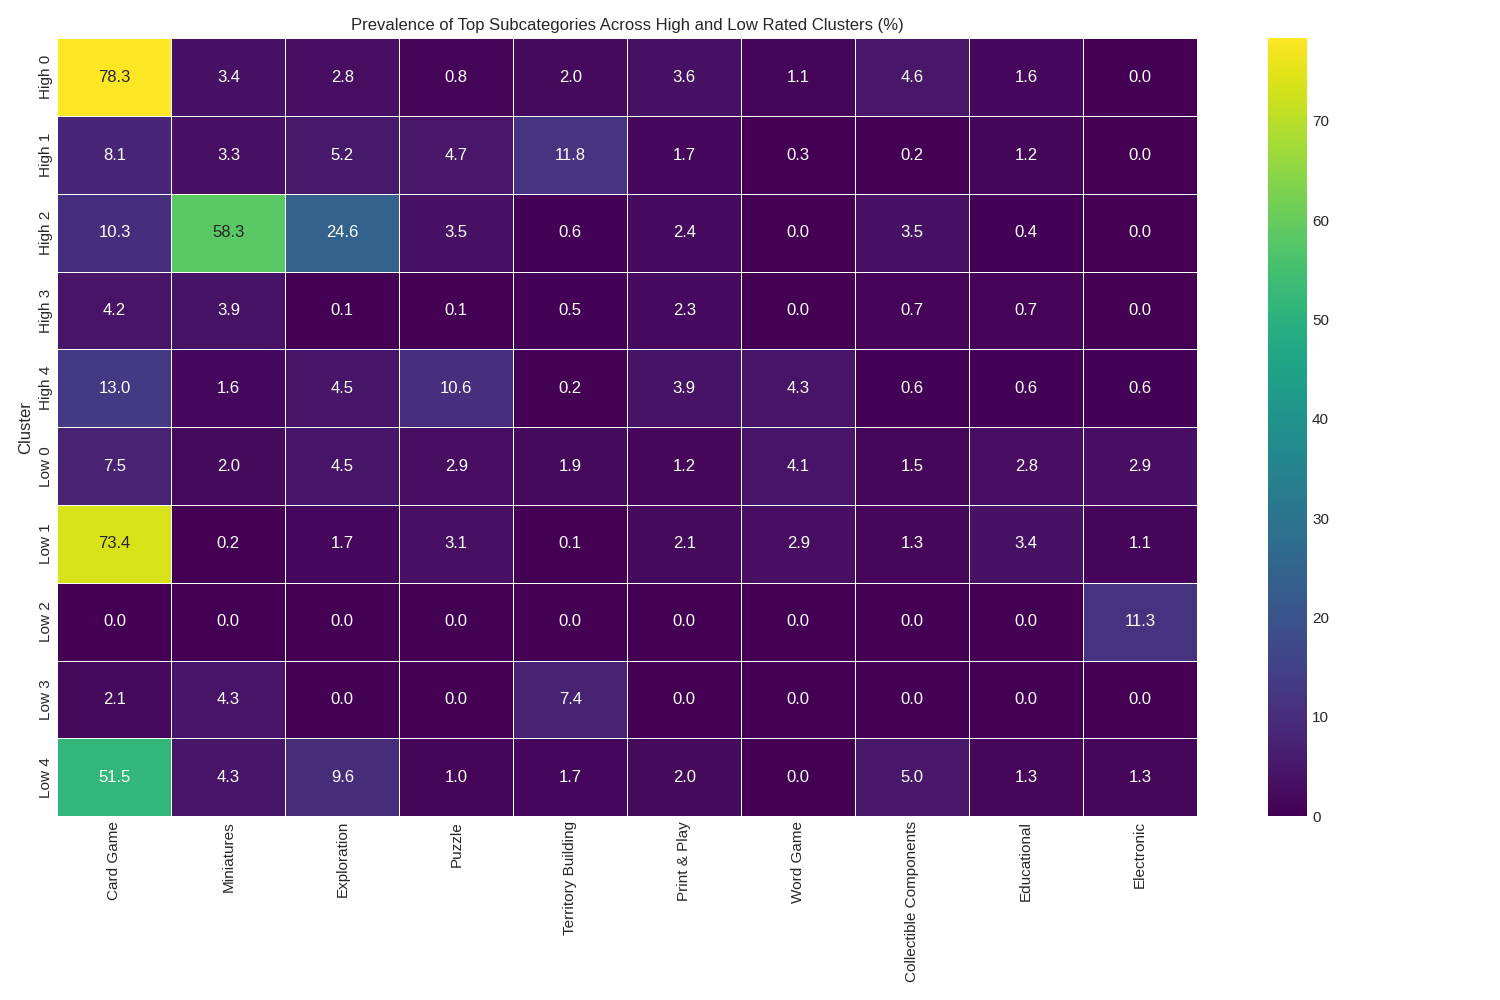 Prevalence of Top Subcategories Across High and Low Rated Clusters (%)
Cluster
High 0 78.3 3.4 2.8 0.8 2.0 3.6 1.1 4.6 1.6 0.0
High 1 8.1 3.3 5.2 4.7 11.8 1.7 0.3 0.2 1.2 0.0
High 2 10.3 58.3 24.6 3.5 0.6 2.4 0.0 3.5 0.4 0.0
High 3 4.2 3.9 0.1 0.1 0.5 2.3 0.0 0.7 0.7 0.0
High 4 13.0 1.6 4.5 10.6 0.2 3.9 4.3 0.6 0.6 0.6
Low 0 7.5 2.0 4.5 2.9 1.9 1.2 4.1 1.5 2.8 2.9
Low 1 73.4 0.2 1.7 3.1 0.1 2.1 2.9 1.3 3.4 1.1
Low 2 0.0 0.0 0.0 0.0 0.0 0.0 0.0 0.0 0.0 11.3
Low 3 2.1 4.3 0.0 0.0 7.4 0.0 0.0 0.0 0.0 0.0
Low 4 51.5 4.3 9.6 1.0 1.7 2.0 0.0 5.0 1.3 1.3
Card Game
Miniatures
Exploration
Puzzle
Territory Building
Print & Play
Word Game
Collectible Components
Educational
Electronic
70
60
50
40
30
20
10
0